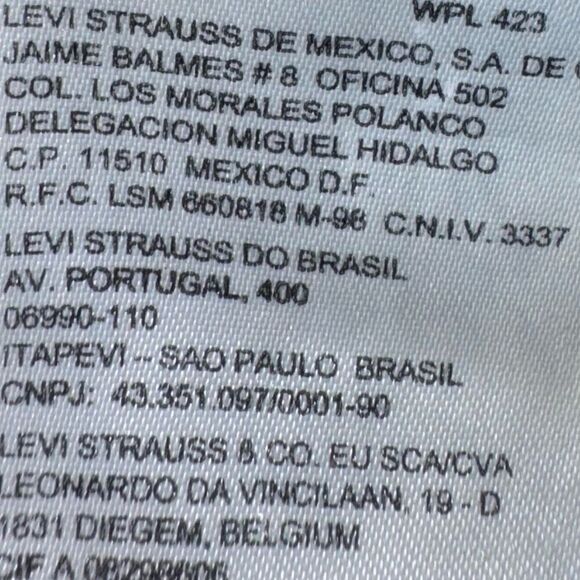 WPL 423
LEVI STRAUSS DE MEXICO, S.A. DE
JAIME BALMES # 8 OFICINA 502
COL. LOS MORALES POLANCO
DELEGACION MIGUEL HIDALGO
C.P. 11510 MEXICO D.F.
R.F.C. LSM 660818 M-96 C.N.I.V. 3337
LEVI STRAUSS DO BRASIL
AV. PORTUGAL, 400
06990-110
ITAPEVI - SAO PAULO BRASIL
CNPJ: 43.351.097/0001-90
LEVI STRAUSS & CO. EU SCA/CVA
LEONARDO DA VINCILAAN, 19 - D
1831 DIEGEM, BELGIUM
CIF A